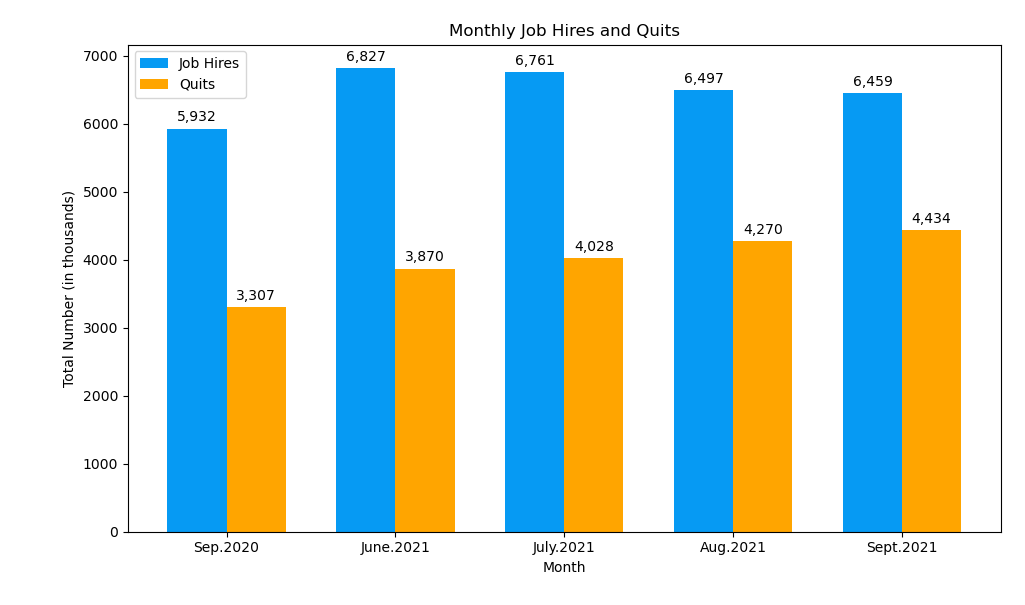 Monthly Job Hires and Quits
Job Hires
Quits
Total Number (in thousands)
7000
6000
5000
4000
3000
2000
1000
0
5,932
3,307
6,827
3,870
6,761
4,028
6,497
4,270
6,459
4,434
Sep.2020
June.2021
July.2021
Aug.2021
Sept.2021
Month